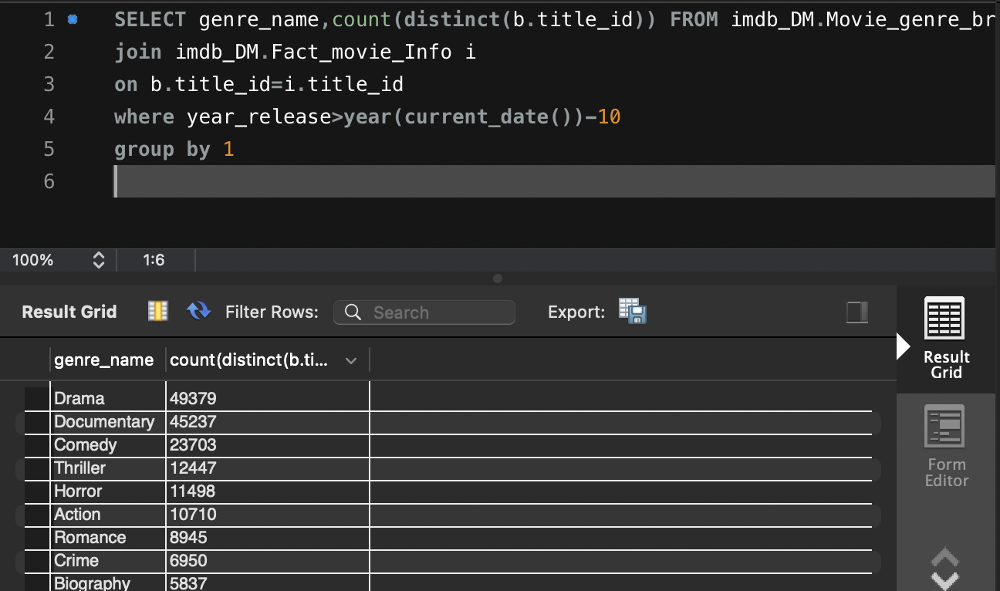 1 SELECT genre_name,count(distinct(b.title_id)) FROM imdb_DM.Movie_genre_br
2 join imdb_DM.Fact_movie_Info i
3 on b.title_id=i.title_id
4 where year_release>year(current_date())-10
5 group by 1
6
100% 1:6
Result Grid Filter Rows: Search Export:
Result Grid
Form Editor
genre_name count(distinct(b.ti...
Drama 49379
Documentary 45237
Comedy 23703
Thriller 12447
Horror 11498
Action 10710
Romance 8945
Crime 6950
Biography 5837